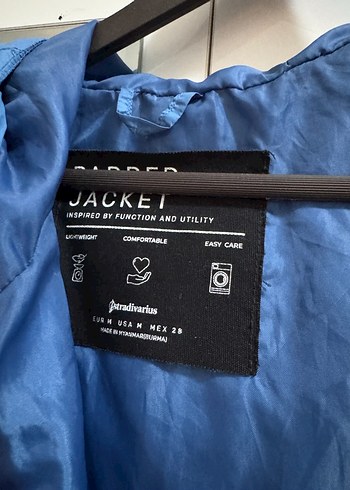 PADDED
JACKET
INSPIRED BY FUNCTION AND UTILITY
LIGHTWEIGHT COMFORTABLE EASY CARE
stradivarius
EUR M USA M MEX 28
MADE IN MYANMAR(BURMA)